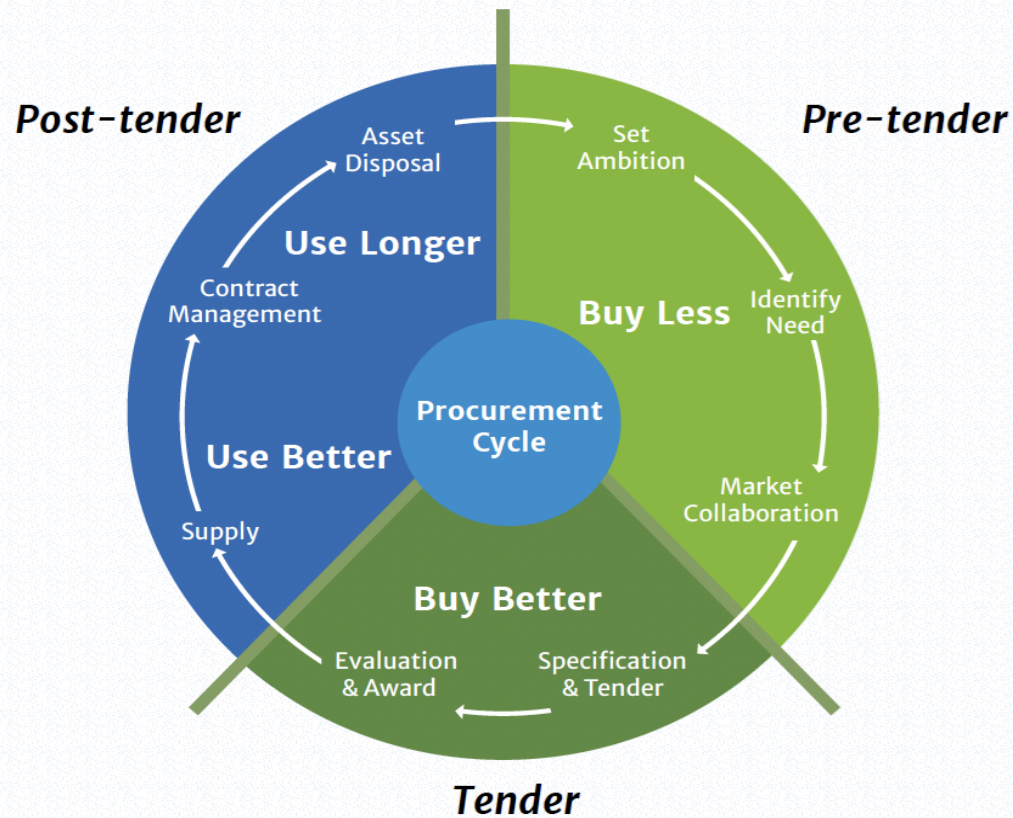 Post-tender
Pre-tender
Asset
Disposal
Set
Ambition
Use Longer
Contract
Management
Buy Less
Identify
Need
Procurement
Cycle
Use Better
Market
Collaboration
Supply
Buy Better
Evaluation
& Award
Specification
& Tender
Tender